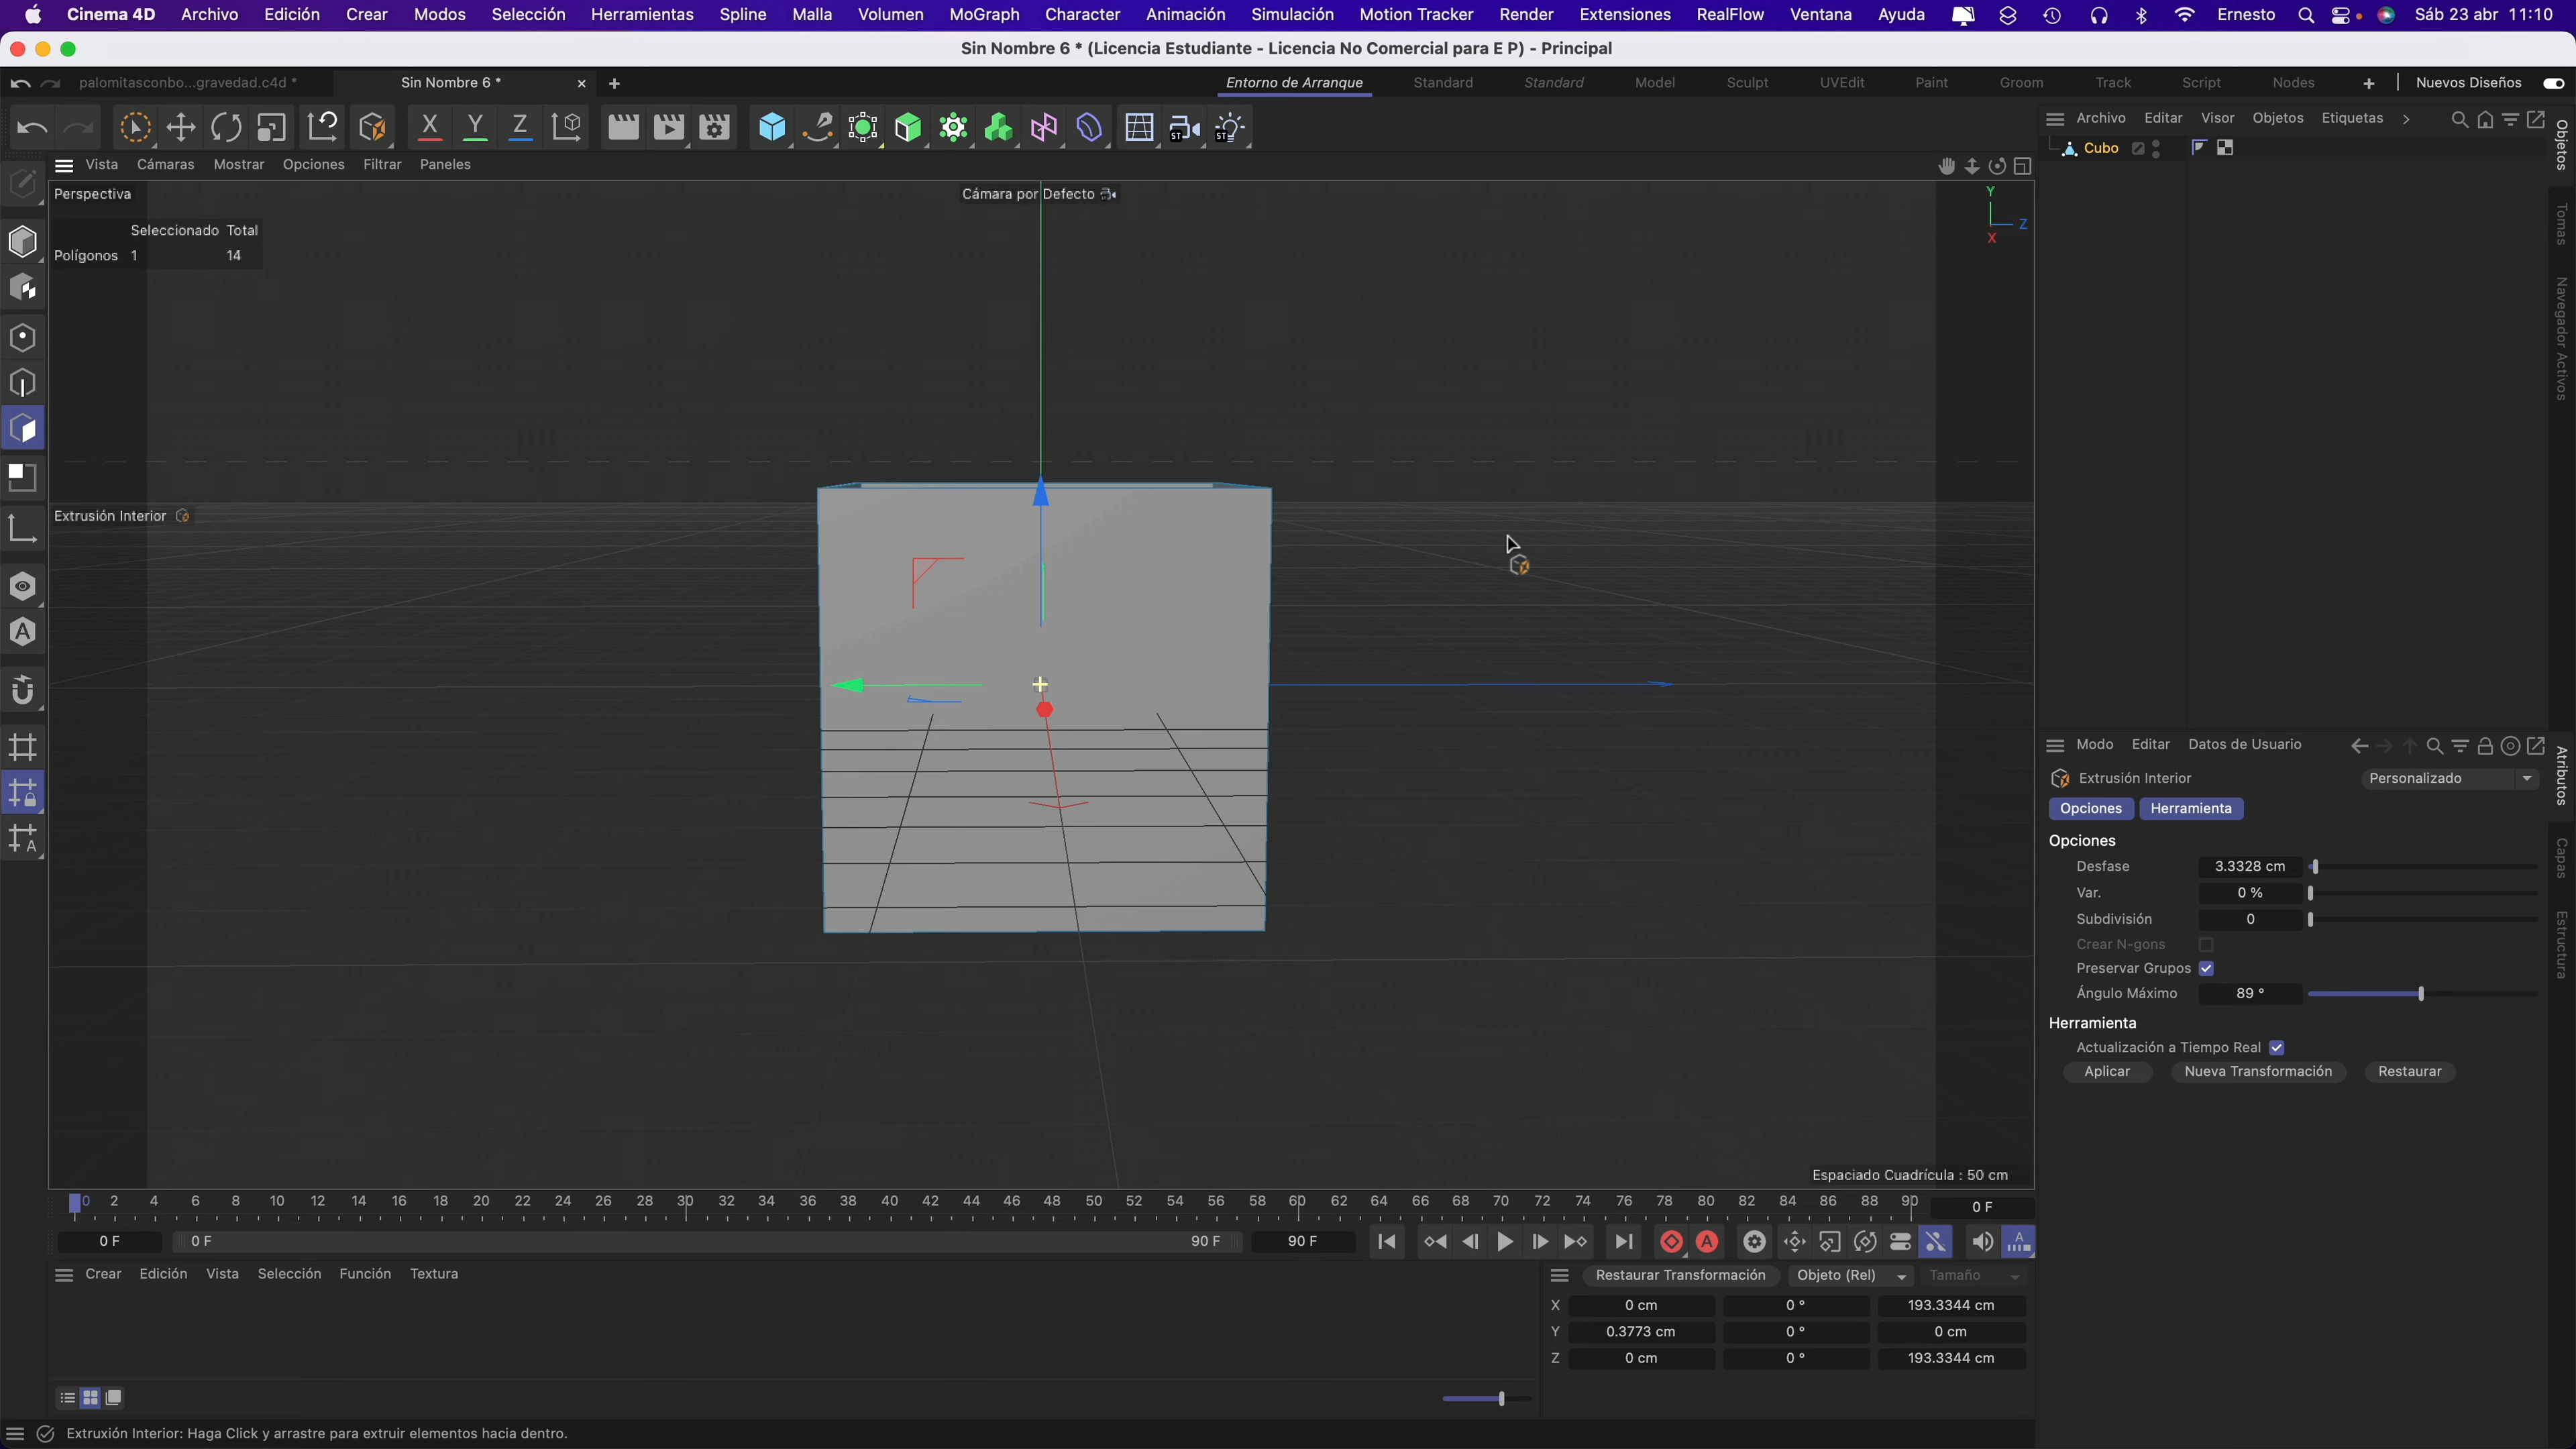 Cinema 4D Archivo Edición Crear Modos Selección Herramientas Spline Malla Volumen MoGraph Character Animación Simulación Motion Tracker Render Extensiones RealFlow Ventana Ayuda Ernesto Sáb 23 abr 11:10
Sin Nombre 6 * (Licencia Estudiante - Licencia No Comercial para E P) - Principal
palomitasconbo...gravedad.c4d * Sin Nombre 6 * Entorno de Arranque Standard Standard Model Sculpt UVEdit Paint Groom Track Script Nodes Nuevos Diseños
X Y Z ST ST
Archivo Editar Visor Objetos Etiquetas
Vista Cámaras Mostrar Opciones Filtrar Paneles
Cubo
Perspectiva
Cámara por Defecto
Y
Z
X
Seleccionado Total
Polígonos 1 14
Extrusión Interior
Objetos
Tomas
Navegador Activos
Atributos
Capas
Estructura
Modo Editar Datos de Usuario
Extrusión Interior Personalizado
Opciones Herramienta
Opciones
Desfase 3.3328 cm
Var. 0 %
Subdivisión 0
Crear N-gons
Preservar Grupos
Ángulo Máximo 89 °
Herramienta
Actualización a Tiempo Real
Aplicar Nueva Transformación Restaurar
Espaciado Cuadrícula : 50 cm
0 2 4 6 8 10 12 14 16 18 20 22 24 26 28 30 32 34 36 38 40 42 44 46 48 50 52 54 56 58 60 62 64 66 68 70 72 74 76 78 80 82 84 86 88 90 0 F
0 F 0 F 90 F 90 F
A
A
Crear Edición Vista Selección Función Textura
Restaurar Transformación Objeto (Rel) Tamaño
X 0 cm 0 ° 193.3344 cm
Y 0.3773 cm 0 ° 0 cm
Z 0 cm 0 ° 193.3344 cm
Extruxión Interior: Haga Click y arrastre para extruir elementos hacia dentro.